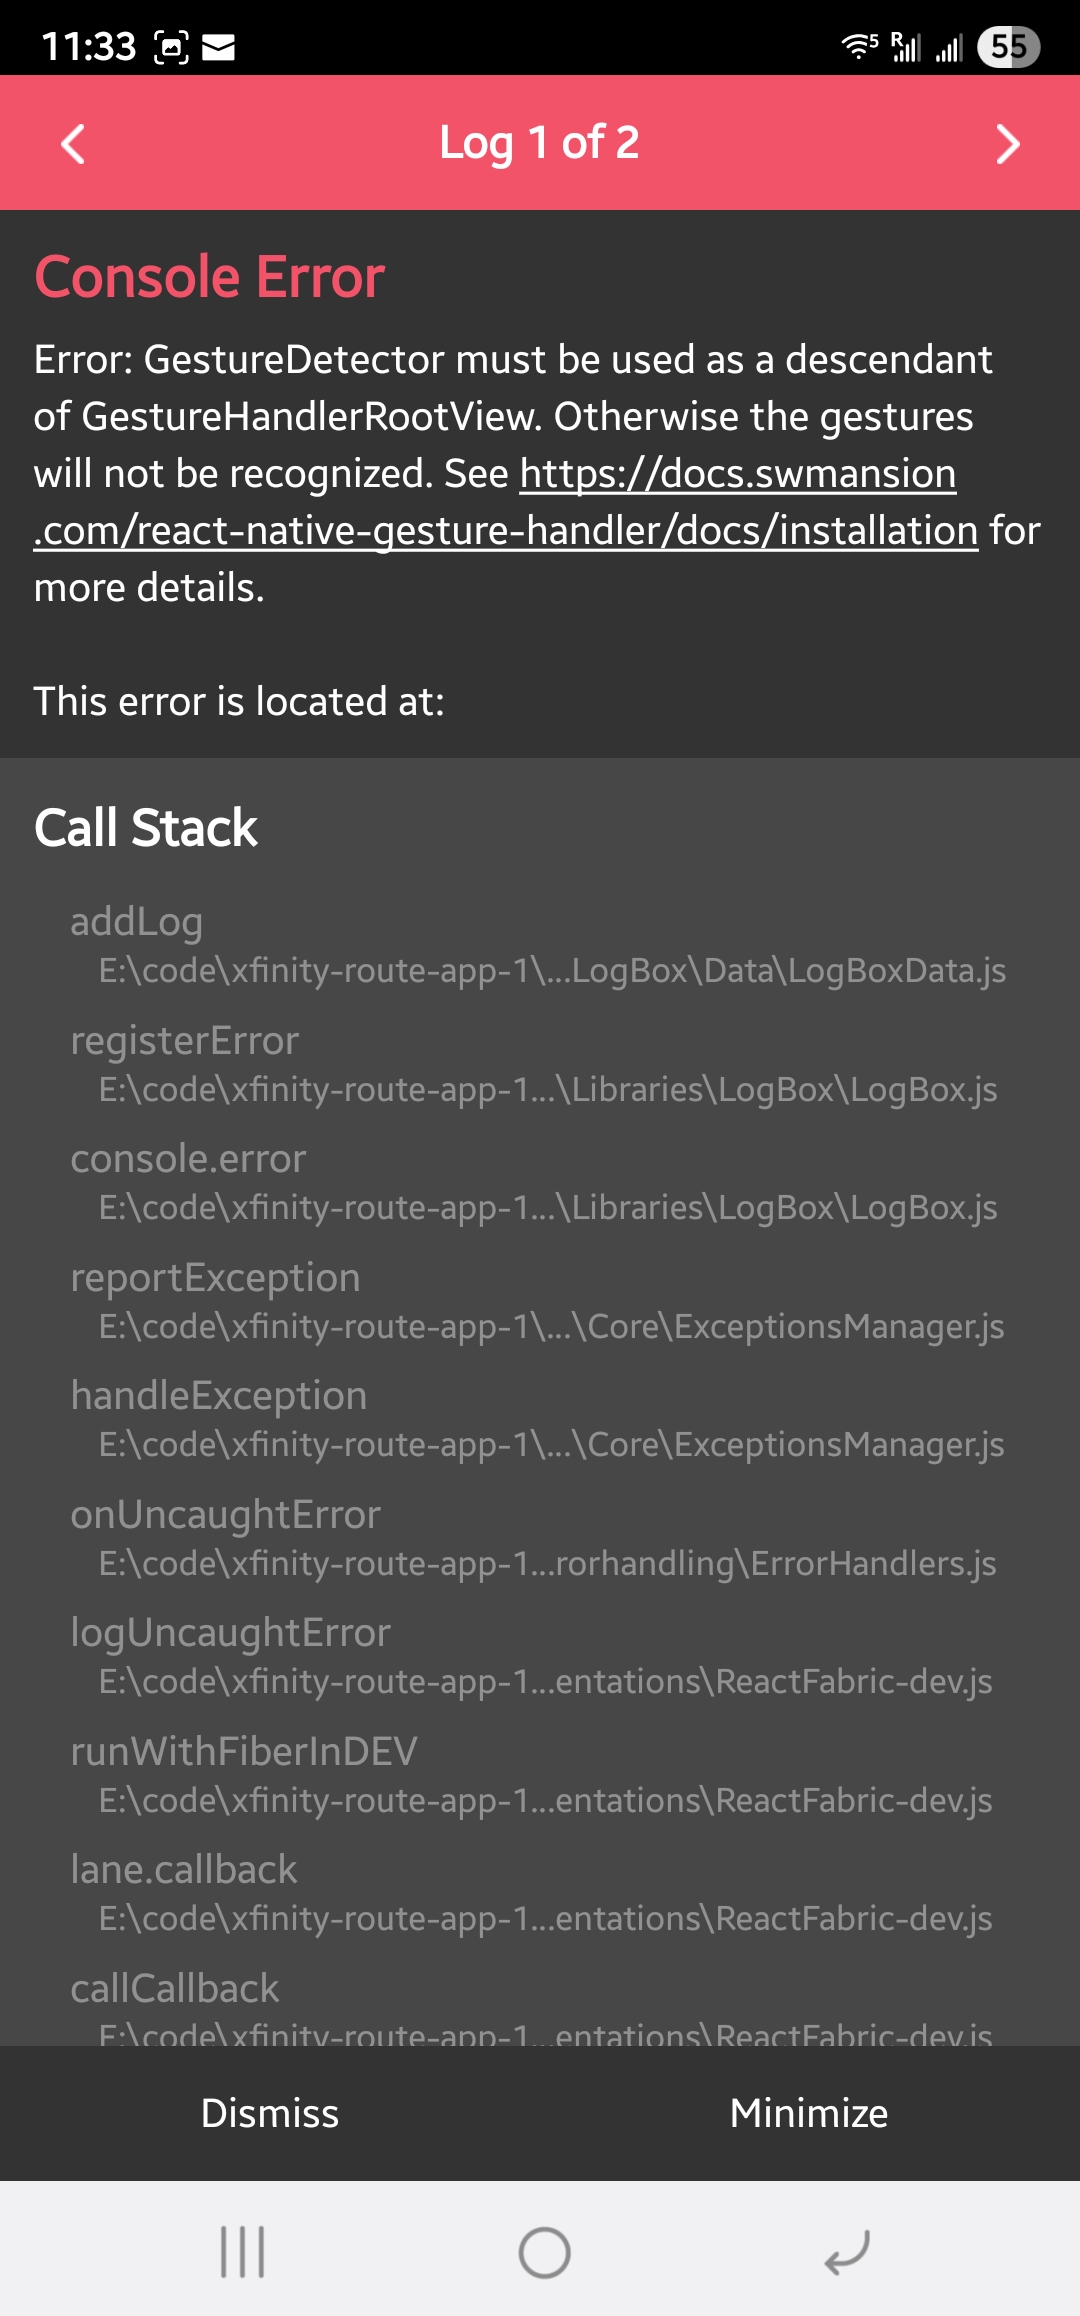 11:33
5 R 55
Log 1 of 2
Console Error
Error: GestureDetector must be used as a descendant
of GestureHandlerRootView. Otherwise the gestures
will not be recognized. See https://docs.swmansion
.com/react-native-gesture-handler/docs/installation for
more details.
This error is located at:
Call Stack
addLog
E:\code\xfinity-route-app-1\...LogBox\Data\LogBoxData.js
registerError
E:\code\xfinity-route-app-1...\Libraries\LogBox\LogBox.js
console.error
E:\code\xfinity-route-app-1...\Libraries\LogBox\LogBox.js
reportException
E:\code\xfinity-route-app-1\...\Core\ExceptionsManager.js
handleException
E:\code\xfinity-route-app-1\...\Core\ExceptionsManager.js
onUncaughtError
E:\code\xfinity-route-app-1...rorhandling\ErrorHandlers.js
logUncaughtError
E:\code\xfinity-route-app-1...entations\ReactFabric-dev.js
runWithFiberInDEV
E:\code\xfinity-route-app-1...entations\ReactFabric-dev.js
lane.callback
E:\code\xfinity-route-app-1...entations\ReactFabric-dev.js
callCallback
E:\code\xfinity-route-app-1...entations\ReactFabric-dev.js
Dismiss
Minimize